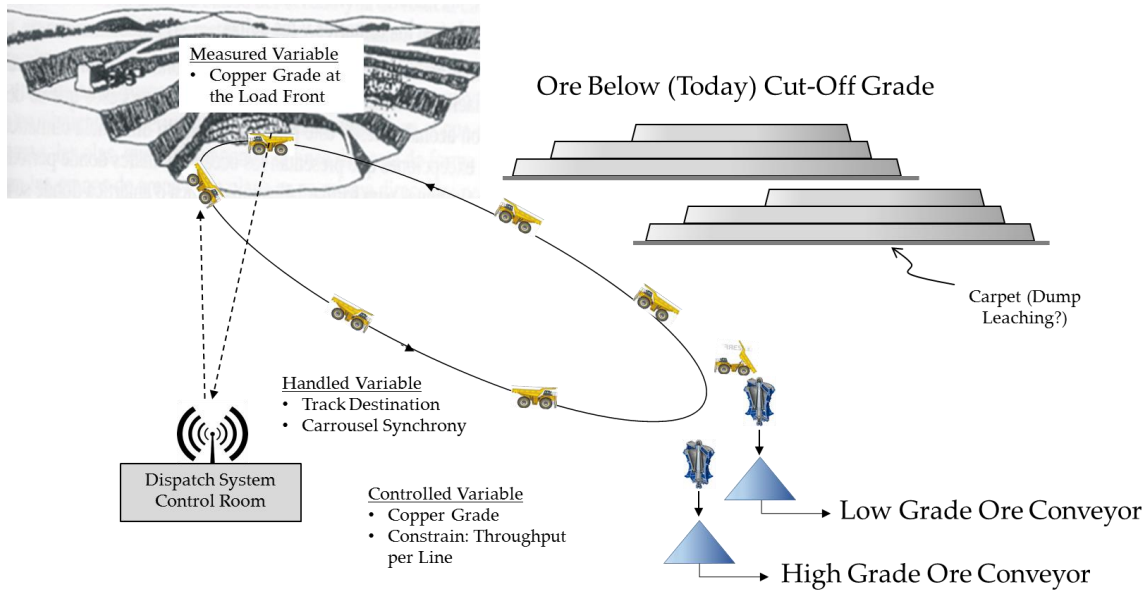 Measured Variable
• Copper Grade at
the Load Front
Ore Below (Today) Cut-Off Grade
Carpet (Dump
Leaching?)
Handled Variable
• Track Destination
• Carrousel Synchrony
Dispatch System
Control Room
Controlled Variable
• Copper Grade
• Constrain: Throughput
per Line
Low Grade Ore Conveyor
High Grade Ore Conveyor